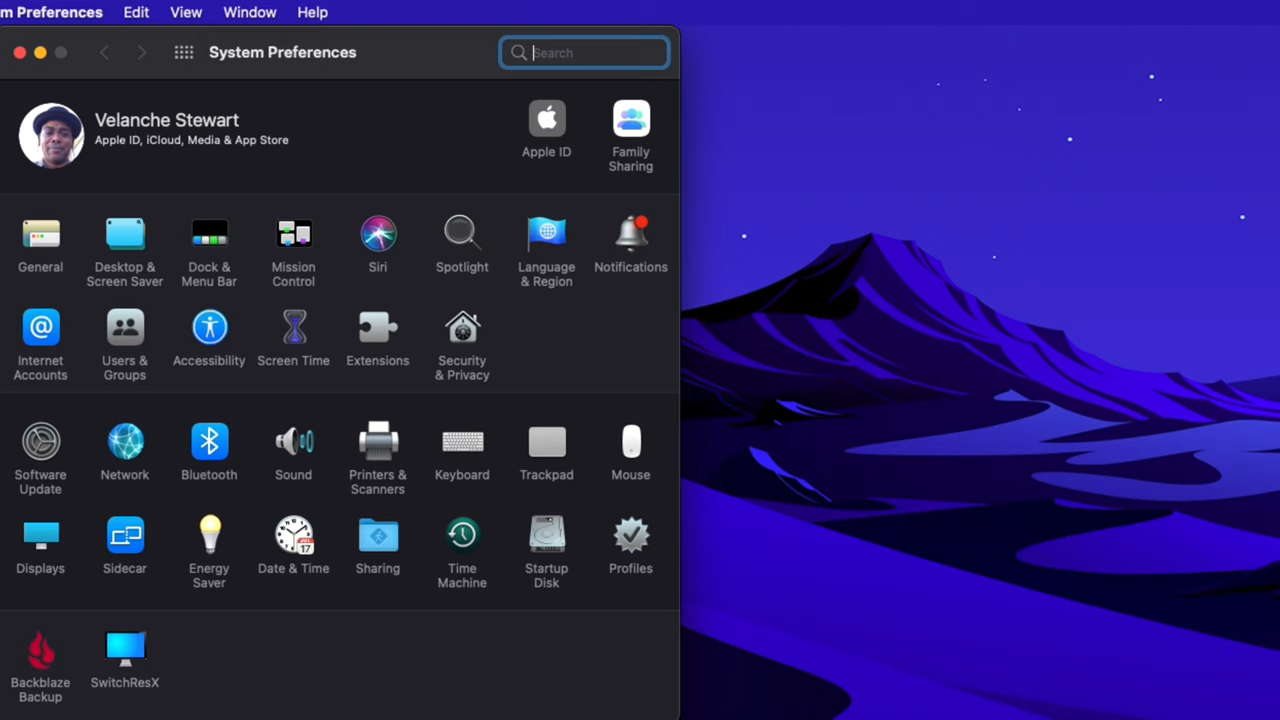 m Preferences Edit View Window Help
System Preferences
Search
Velanche Stewart
Apple ID, iCloud, Media & App Store
Apple ID
Family
Sharing
General
Desktop &
Screen Saver
Dock &
Menu Bar
Mission
Control
Siri
Spotlight
Language
& Region
Notifications
Internet
Accounts
Users &
Groups
Accessibility
Screen Time
Extensions
Security
& Privacy
Software
Update
Network
Bluetooth
Sound
Printers &
Scanners
Keyboard
Trackpad
Mouse
Displays
Sidecar
Energy
Saver
JUL
17
Date & Time
Sharing
Time
Machine
Startup
Disk
Profiles
Backblaze
Backup
SwitchResX